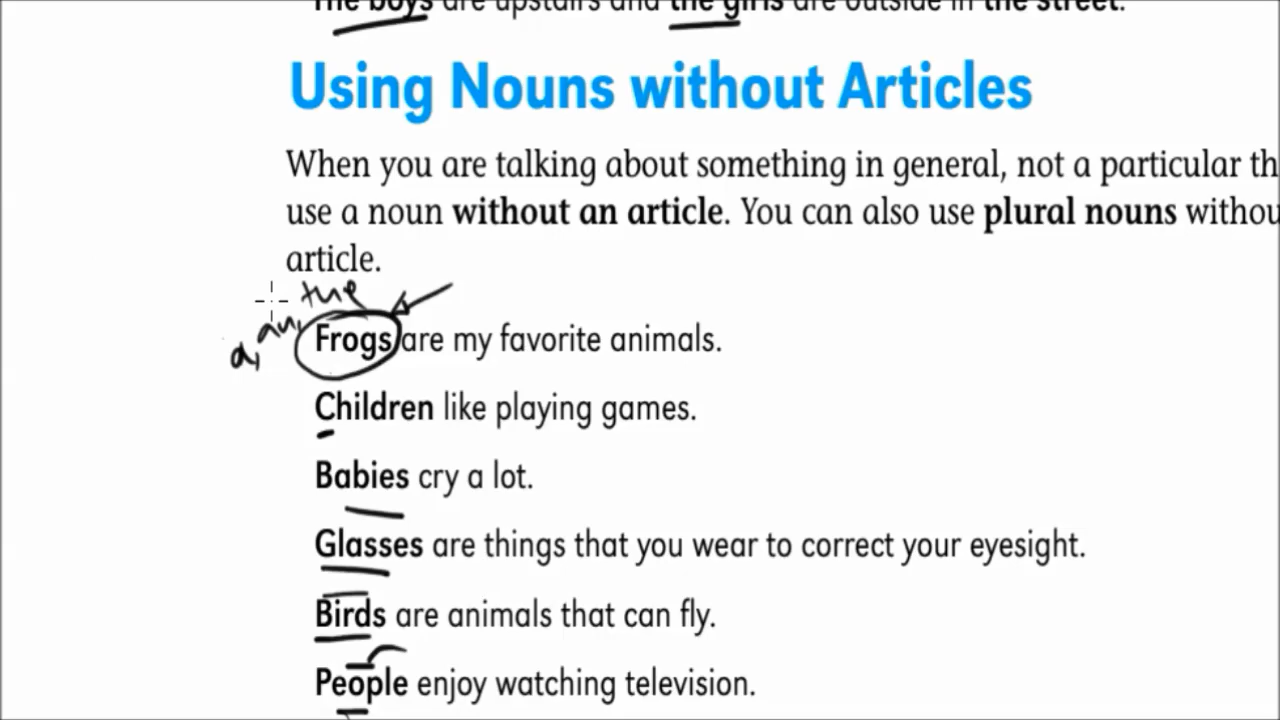 The boys are upstairs and the girls are outside in the street.
Using Nouns without Articles
When you are talking about something in general, not a particular th
use a noun without an article. You can also use plural nouns withou
article.
a, an, the
Frogs are my favorite animals.
Children like playing games.
Babies cry a lot.
Glasses are things that you wear to correct your eyesight.
Birds are animals that can fly.
People enjoy watching television.